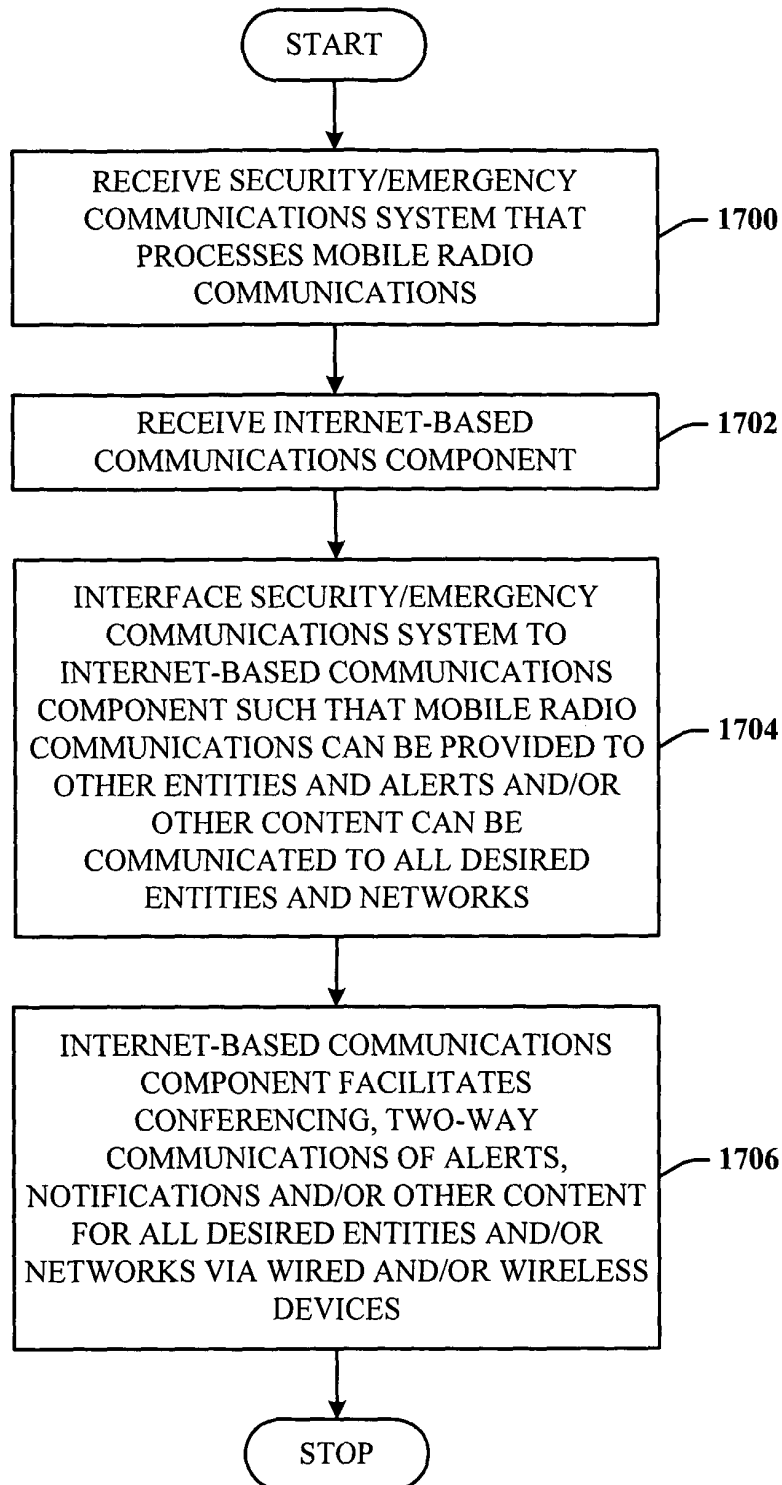 START
RECEIVE SECURITY/EMERGENCY
COMMUNICATIONS SYSTEM THAT
PROCESSES MOBILE RADIO
COMMUNICATIONS
1700
RECEIVE INTERNET-BASED
COMMUNICATIONS COMPONENT
1702
INTERFACE SECURITY/EMERGENCY
COMMUNICATIONS SYSTEM TO
INTERNET-BASED COMMUNICATIONS
COMPONENT SUCH THAT MOBILE RADIO
COMMUNICATIONS CAN BE PROVIDED TO
OTHER ENTITIES AND ALERTS AND/OR
OTHER CONTENT CAN BE
COMMUNICATED TO ALL DESIRED
ENTITIES AND NETWORKS
1704
INTERNET-BASED COMMUNICATIONS
COMPONENT FACILITATES
CONFERENCING, TWO-WAY
COMMUNICATIONS OF ALERTS,
NOTIFICATIONS AND/OR OTHER CONTENT
FOR ALL DESIRED ENTITIES AND/OR
NETWORKS VIA WIRED AND/OR WIRELESS
DEVICES
1706
STOP